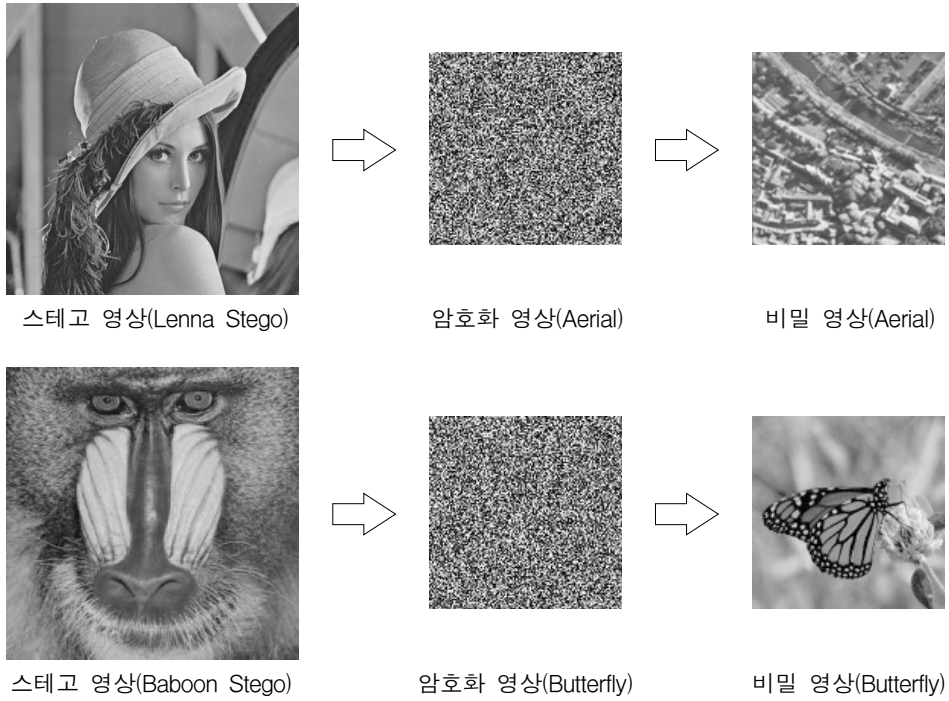 스테고 영상(Lenna Stego)
암호화 영상(Aerial)
비밀 영상(Aerial)
스테고 영상(Baboon Stego)
암호화 영상(Butterfly)
비밀 영상(Butterfly)